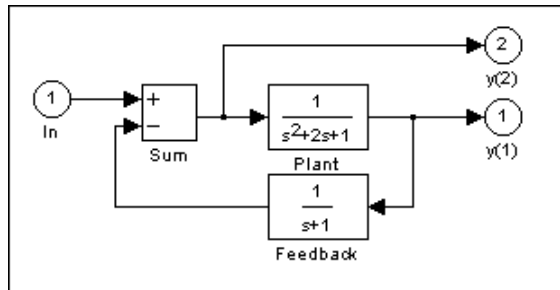 2
y(2)
1
In
+
−
Sum
1
s²+2s+1
Plant
1
y(1)
1
s+1
Feedback